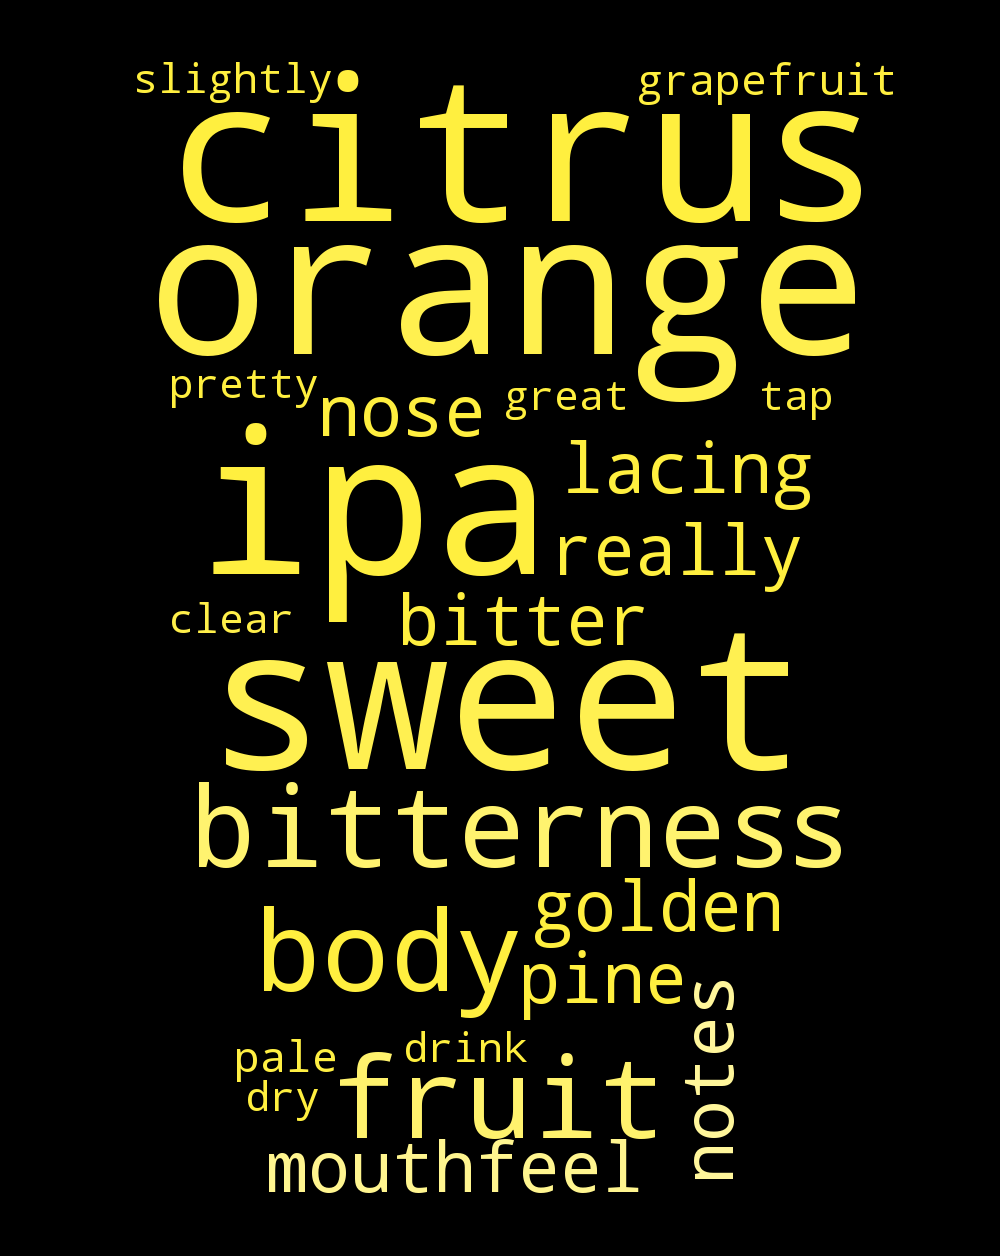 slightly grapefruit
citrus
orange
pretty nose great tap
ipa lacing
really
clear bitter
sweet
bitterness
golden
body pine
notes
pale drink
dry fruit
mouthfeel